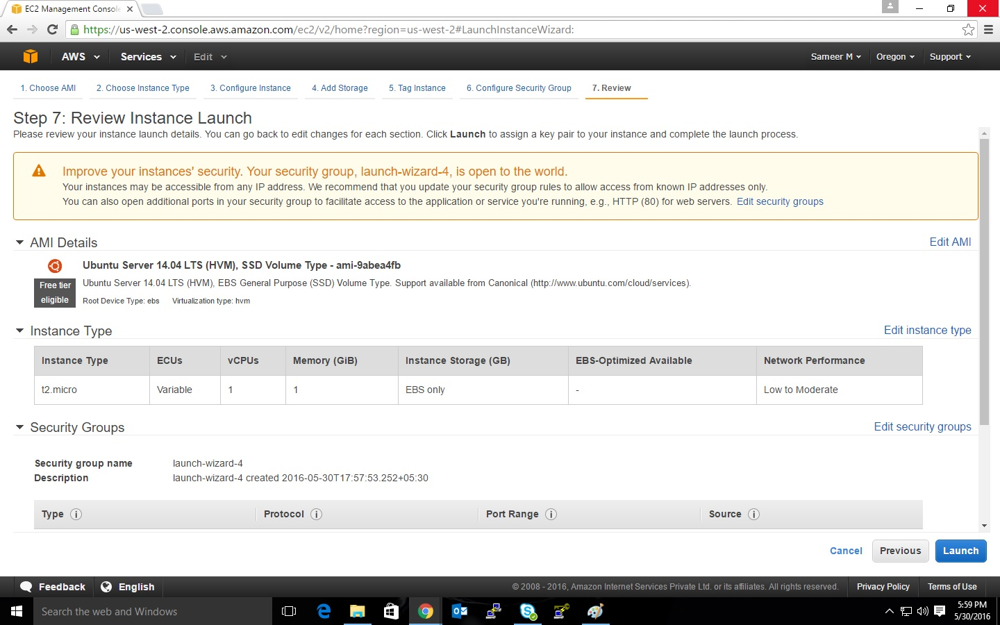 EC2 Management Console
https://us-west-2.console.aws.amazon.com/ec2/v2/home?region=us-west-2#LaunchInstanceWizard:
AWS Services Edit Sameer M Oregon Support
1. Choose AMI 2. Choose Instance Type 3. Configure Instance 4. Add Storage 5. Tag Instance 6. Configure Security Group 7. Review
Step 7: Review Instance Launch
Please review your instance launch details. You can go back to edit changes for each section. Click Launch to assign a key pair to your instance and complete the launch process.
Improve your instances' security. Your security group, launch-wizard-4, is open to the world.
Your instances may be accessible from any IP address. We recommend that you update your security group rules to allow access from known IP addresses only.
You can also open additional ports in your security group to facilitate access to the application or service you're running, e.g., HTTP (80) for web servers. Edit security groups
AMI Details Edit AMI
Ubuntu Server 14.04 LTS (HVM), SSD Volume Type - ami-9abea4fb
Free tier eligible
Ubuntu Server 14.04 LTS (HVM), EBS General Purpose (SSD) Volume Type. Support available from Canonical (http://www.ubuntu.com/cloud/services).
Root Device Type: ebs Virtualization type: hvm
Instance Type Edit instance type
Instance Type ECUs vCPUs Memory (GiB) Instance Storage (GB) EBS-Optimized Available Network Performance
t2.micro Variable 1 1 EBS only - Low to Moderate
Security Groups Edit security groups
Security group name launch-wizard-4
Description launch-wizard-4 created 2016-05-30T17:57:53.252+05:30
Type Protocol Port Range Source
Cancel Previous Launch
Feedback English © 2008 - 2016, Amazon Internet Services Private Ltd. or its affiliates. All rights reserved. Privacy Policy Terms of Use
Search the web and Windows
5:59 PM
5/30/2016